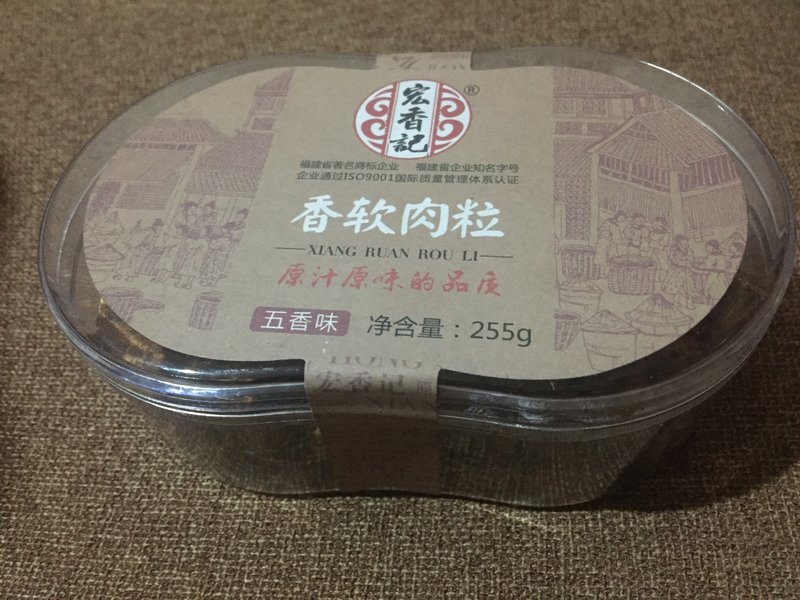 宏香記
®
福建省著名商标企业 福建省企业知名字号
企业通过ISO9001国际质量管理体系认证
香软肉粒
XIANG RUAN ROU LI
原汁原味的品质
五香味 净含量：255g
宏香记